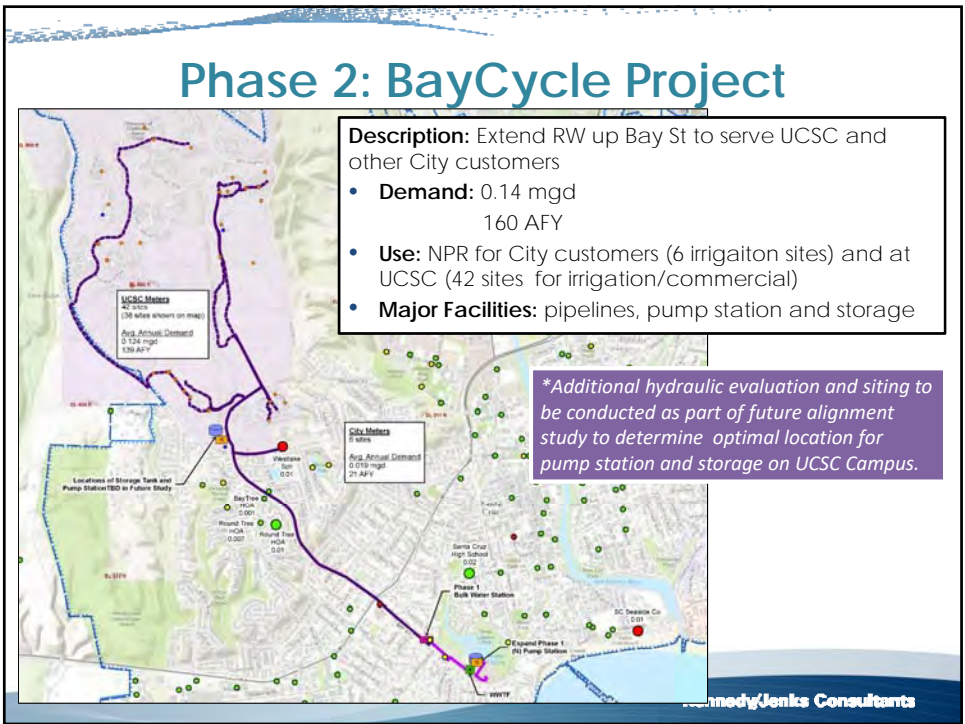 Phase 2: BayCycle Project
Description: Extend RW up Bay St to serve UCSC and
other City customers
• Demand: 0.14 mgd
160 AFY
• Use: NPR for City customers (6 irrigaiton sites) and at
UCSC (42 sites for irrigation/commercial)
• Major Facilities: pipelines, pump station and storage
*Additional hydraulic evaluation and siting to
be conducted as part of future alignment
study to determine optimal location for
pump station and storage on UCSC Campus.
UCSC Meters
42 sites
(38 sites shown on map)
Avg. Annual Demand
0.124 mgd
139 AFY
City Meters
6 sites
Avg. Annual Demand
0.019 mgd
21 AFY
Locations of Storage Tank and
Pump Station TBD in Future Study
Westlake
0.01
BayTree
HOA
0.001
Round Tree
HOA
0.007
Round Tree
HOA
0.01
Santa Cruz
High School
0.02
Phase 1
Bulk Water Station
SC Seaside Co
0.01
Expand Phase 1
(N) Pump Station
WWTF
Kennedy/Jenks Consultants